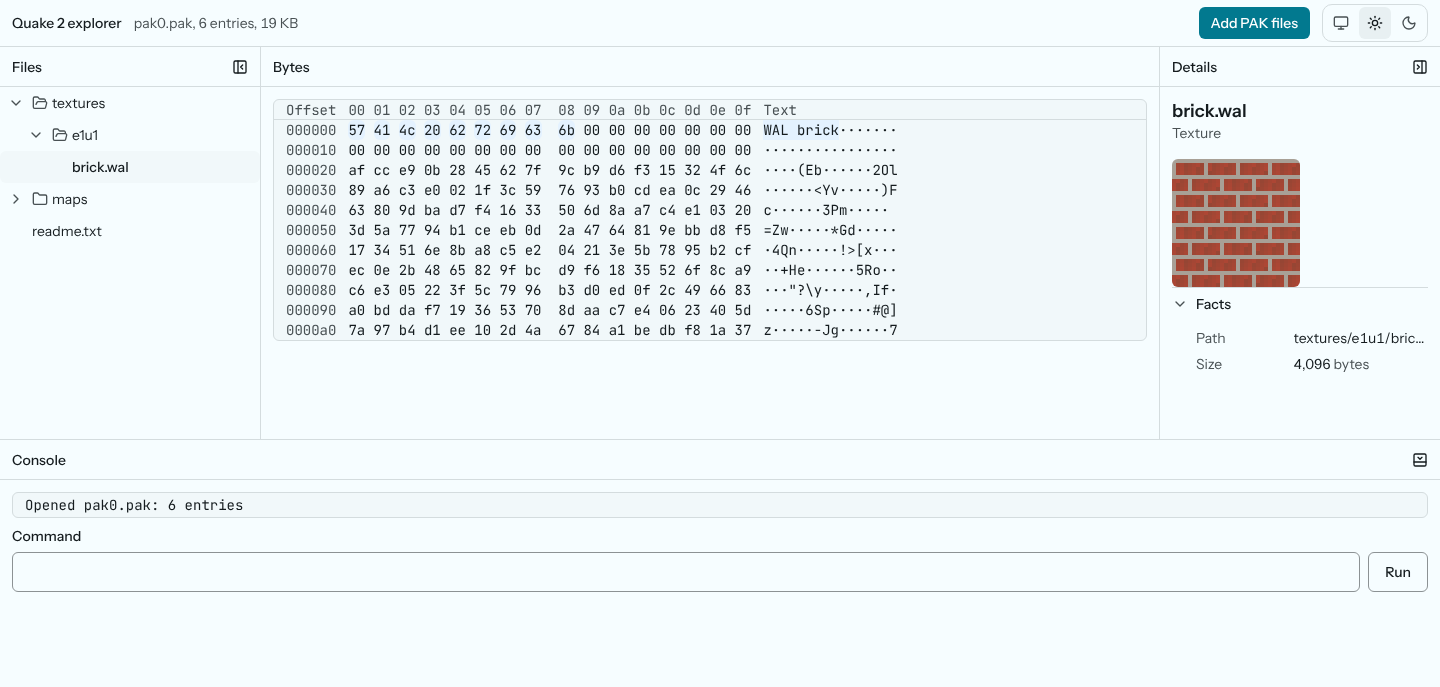 Quake 2 explorer pak0.pak, 6 entries, 19 KB Add PAK files
Files
Bytes
Details
textures
e1u1
brick.wal
maps
readme.txt
Offset 00 01 02 03 04 05 06 07 08 09 0a 0b 0c 0d 0e 0f Text
000000 57 41 4c 20 62 72 69 63 6b 00 00 00 00 00 00 00 WAL brick·······
000010 00 00 00 00 00 00 00 00 00 00 00 00 00 00 00 00 ················
000020 af cc e9 0b 28 45 62 7f 9c b9 d6 f3 15 32 4f 6c ····(Eb······2Ol
000030 89 a6 c3 e0 02 1f 3c 59 76 93 b0 cd ea 0c 29 46 ······<Yv·····)F
000040 63 80 9d ba d7 f4 16 33 50 6d 8a a7 c4 e1 03 20 c······3Pm·····
000050 3d 5a 77 94 b1 ce eb 0d 2a 47 64 81 9e bb d8 f5 =Zw·····*Gd·····
000060 17 34 51 6e 8b a8 c5 e2 04 21 3e 5b 78 95 b2 cf ·4Qn·····!>[x···
000070 ec 0e 2b 48 65 82 9f bc d9 f6 18 35 52 6f 8c a9 ··+He······5Ro··
000080 c6 e3 05 22 3f 5c 79 96 b3 d0 ed 0f 2c 49 66 83 ···"?\y·····,If·
000090 a0 bd da f7 19 36 53 70 8d aa c7 e4 06 23 40 5d ·····6Sp·····#@]
0000a0 7a 97 b4 d1 ee 10 2d 4a 67 84 a1 be db f8 1a 37 z·····-Jg······7
brick.wal
Texture
Facts
Path textures/e1u1/bric…
Size 4,096 bytes
Console
Opened pak0.pak: 6 entries
Command
Run